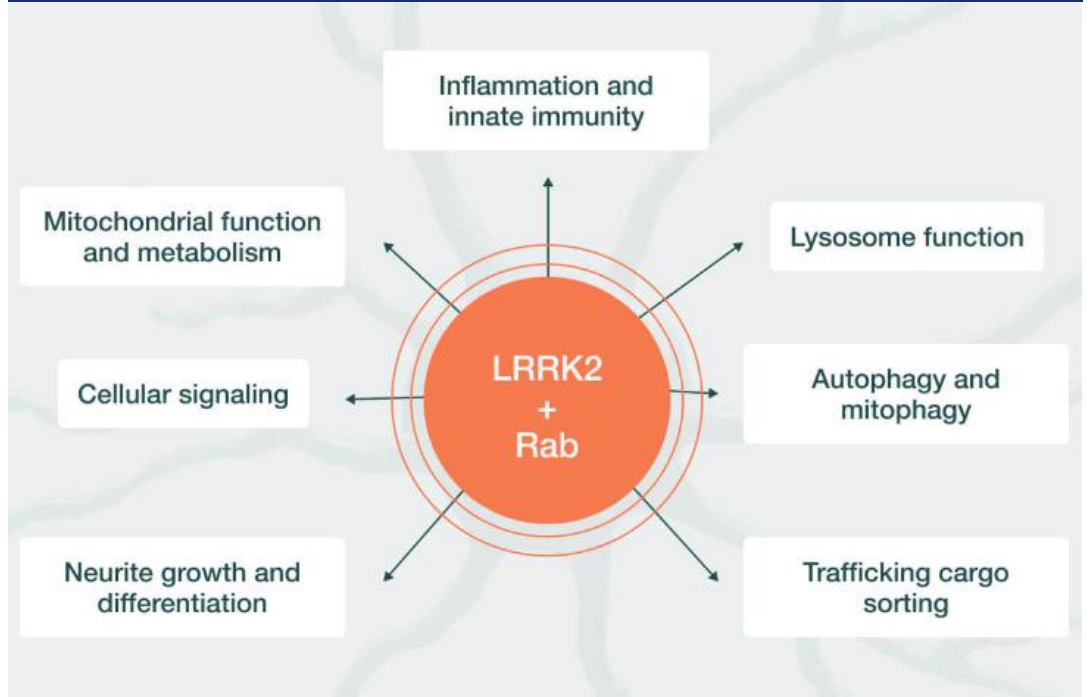 Inflammation and
innate immunity
Mitochondrial function
and metabolism
Lysosome function
LRRK2
+
Rab
Cellular signaling
Autophagy and
mitophagy
Neurite growth and
differentiation
Trafficking cargo
sorting